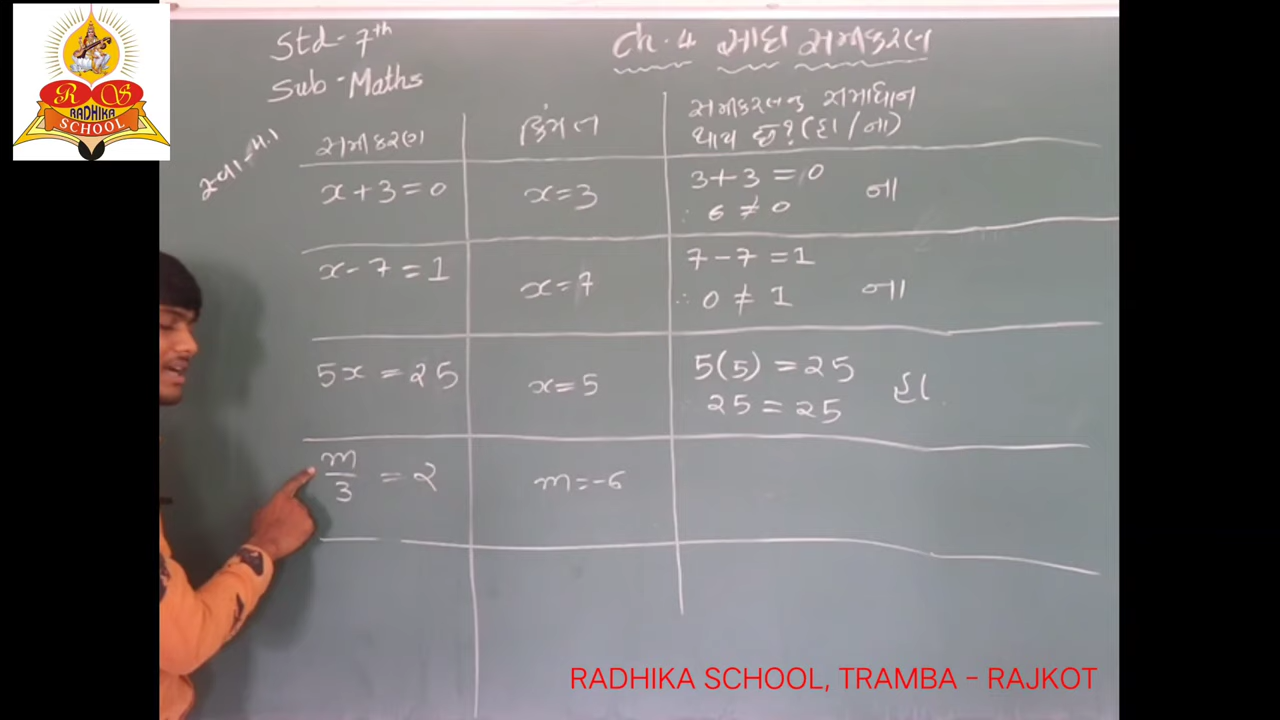 RADHIKA
SCHOOL
Std - 7th
Sub - Maths
Ch. 4 સાદા સમીકરણ
સ્વા - ૪.૧
સમીકરણ
કિંમત
સમીકરણનું સમાધાન
થાય છે? (હા / ના)
x + 3 = 0
x = 3
3 + 3 = 0
∴ 6 ≠ 0
ના
x - 7 = 1
x = 7
7 - 7 = 1
∴ 0 ≠ 1
ના
5x = 25
x = 5
5(5) = 25
25 = 25
હા
m/3 = 2
m = -6
RADHIKA SCHOOL, TRAMBA - RAJKOT